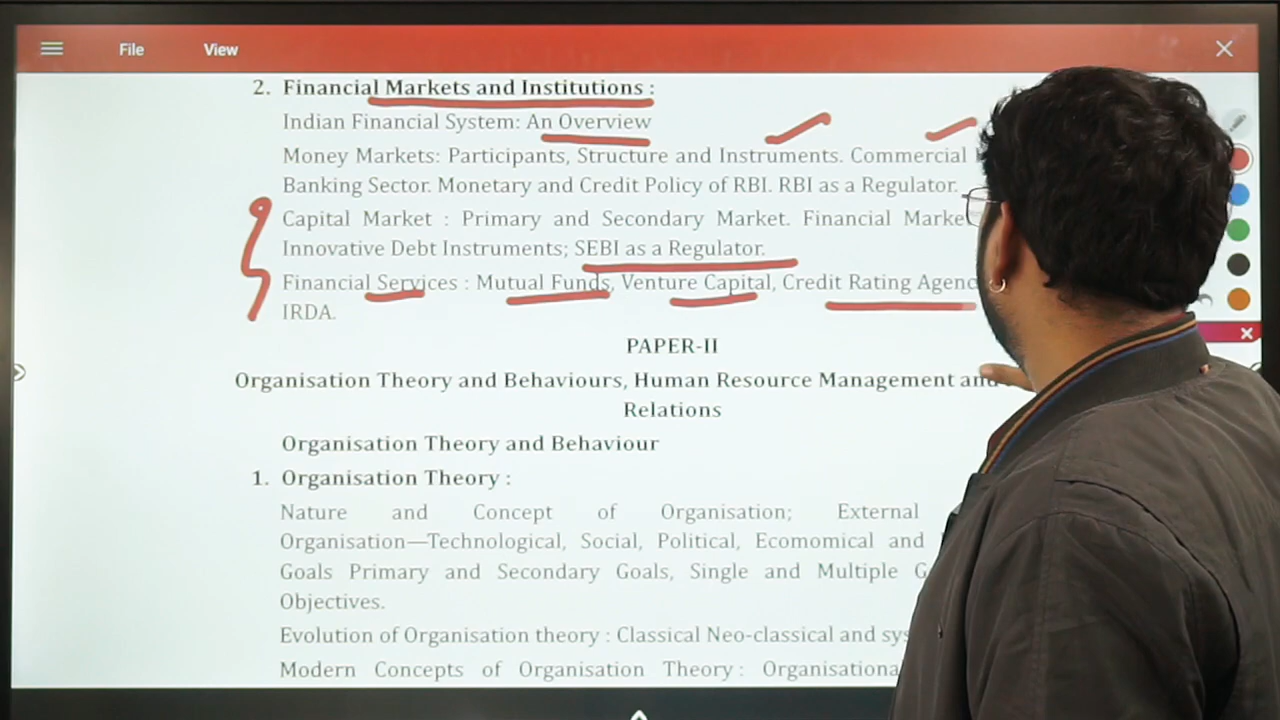 File View
2. Financial Markets and Institutions :
Indian Financial System: An Overview
Money Markets: Participants, Structure and Instruments. Commercial
Banking Sector. Monetary and Credit Policy of RBI. RBI as a Regulator.
Capital Market : Primary and Secondary Market. Financial
Innovative Debt Instruments; SEBI as a Regulator.
Financial Services : Mutual Funds, Venture Capital, Credit Rating
IRDA.
PAPER-II
Organisation Theory and Behaviours, Human Resource Management and
Relations
Organisation Theory and Behaviour
1. Organisation Theory :
Nature and Concept of Organisation; External
Organisation—Technological, Social, Political, Ecomomical and
Goals Primary and Secondary Goals, Single and Multiple
Objectives.
Evolution of Organisation theory : Classical Neo-classical and
Modern Concepts of Organisation Theory : Organisational